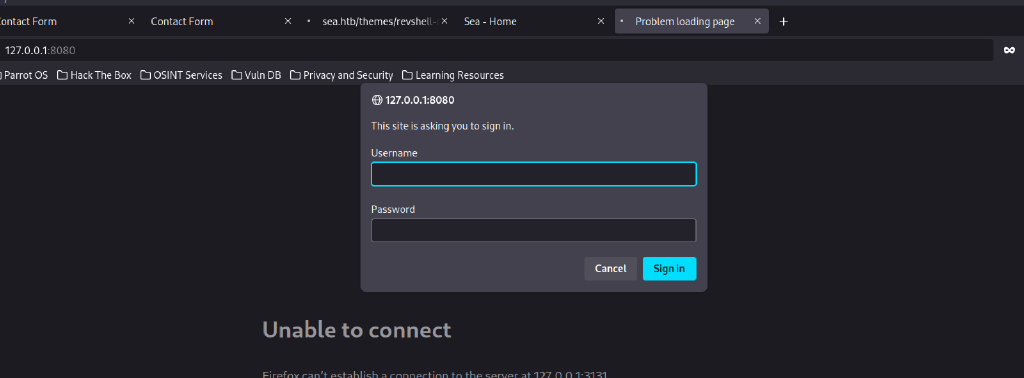 ontact Form
Contact Form
sea.htb/themes/revshell-
Sea - Home
Problem loading page
127.0.0.1:8080
Parrot OS Hack The Box OSINT Services Vuln DB Privacy and Security Learning Resources
127.0.0.1:8080
This site is asking you to sign in.
Username
Password
Cancel Sign in
Unable to connect
Firefox can't establish a connection to the server at 127.0.0.1:3131.